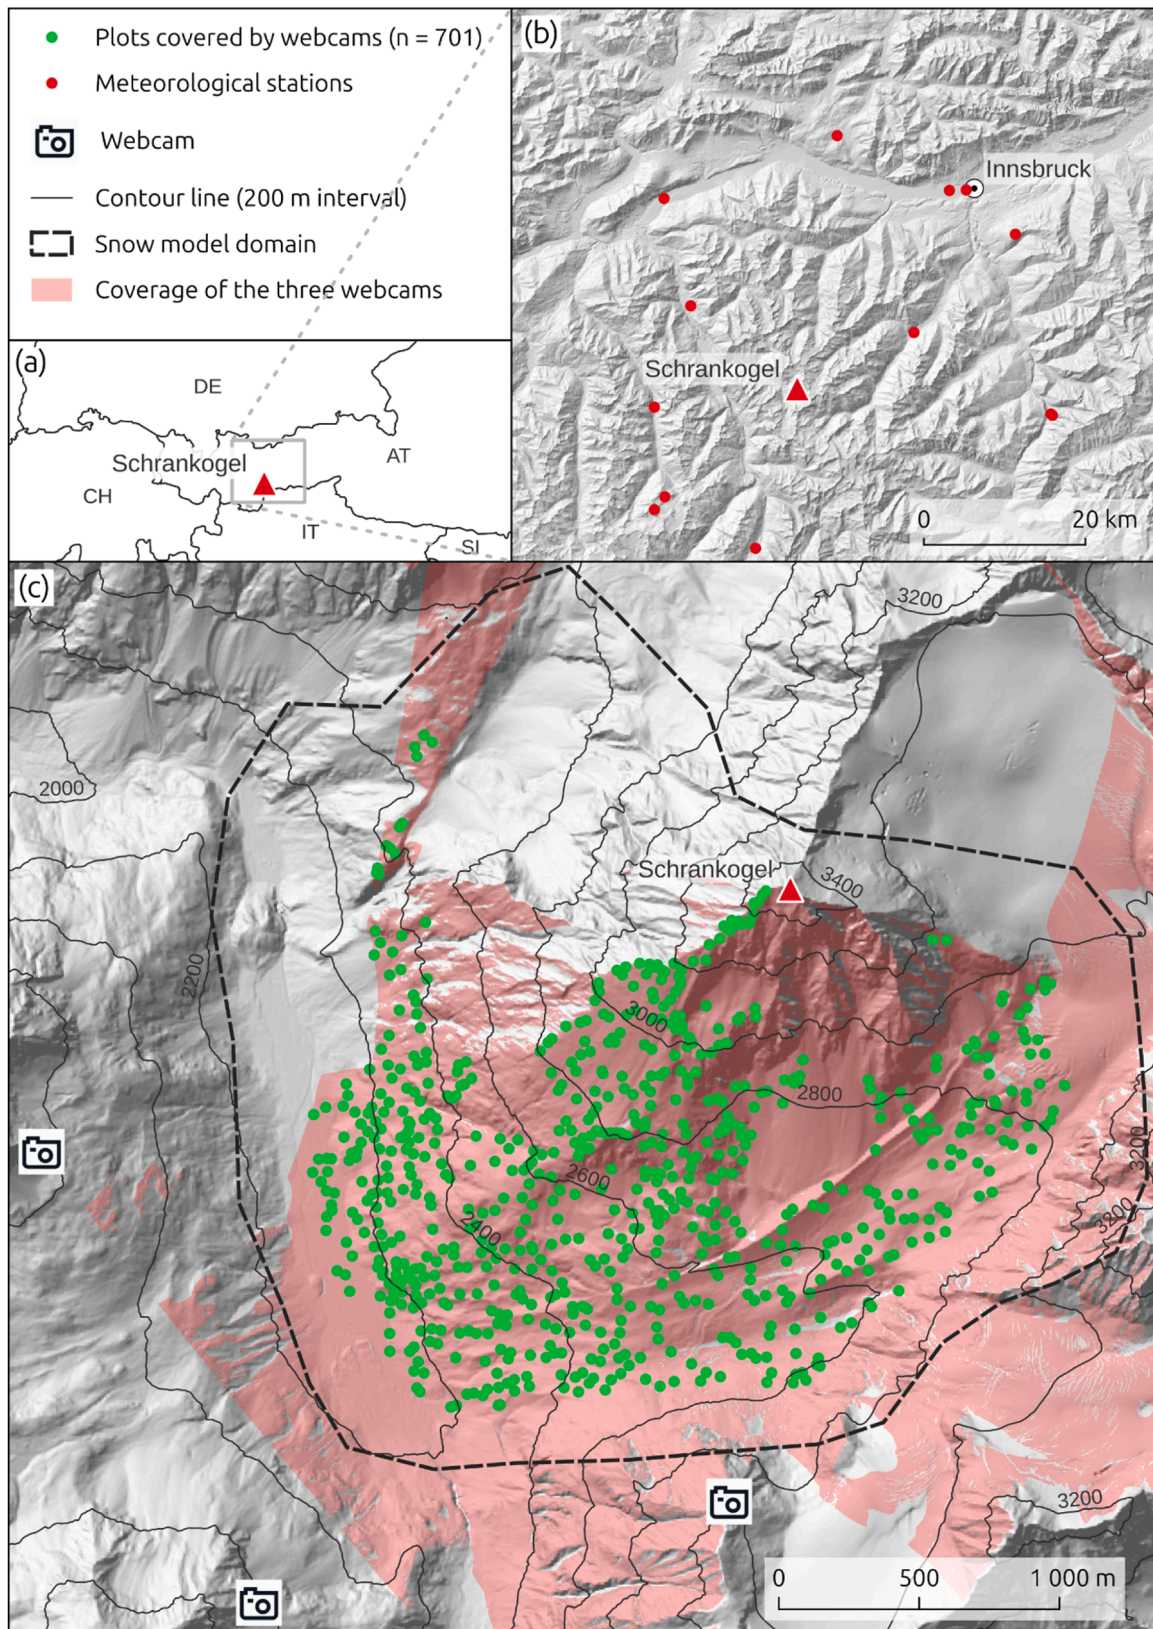 Plots covered by webcams (n = 701)
Meteorological stations
Webcam
Contour line (200 m interval)
Snow model domain
Coverage of the three webcams
(a)
DE
Schrankogel
AT
CH
IT
SI
(b)
Innsbruck
Schrankogel
0 20 km
(c)
3200
2000
Schrankogel
3400
2200
3000
2800
3200
2600
3200
2400
3200
0 500 1 000 m